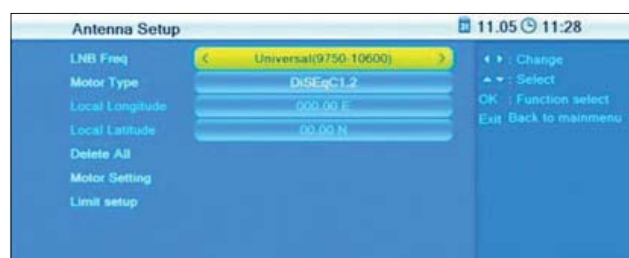 Antenna Setup
11.05 11:28
LNB Freq
Universal(9750-10600)
Motor Type
DiSEqC1.2
Local Longitude
000.00 E
Local Latitude
00.00 N
Delete All
Motor Setting
Limit setup
: Change
: Select
OK : Function select
Exit Back to mainmenu